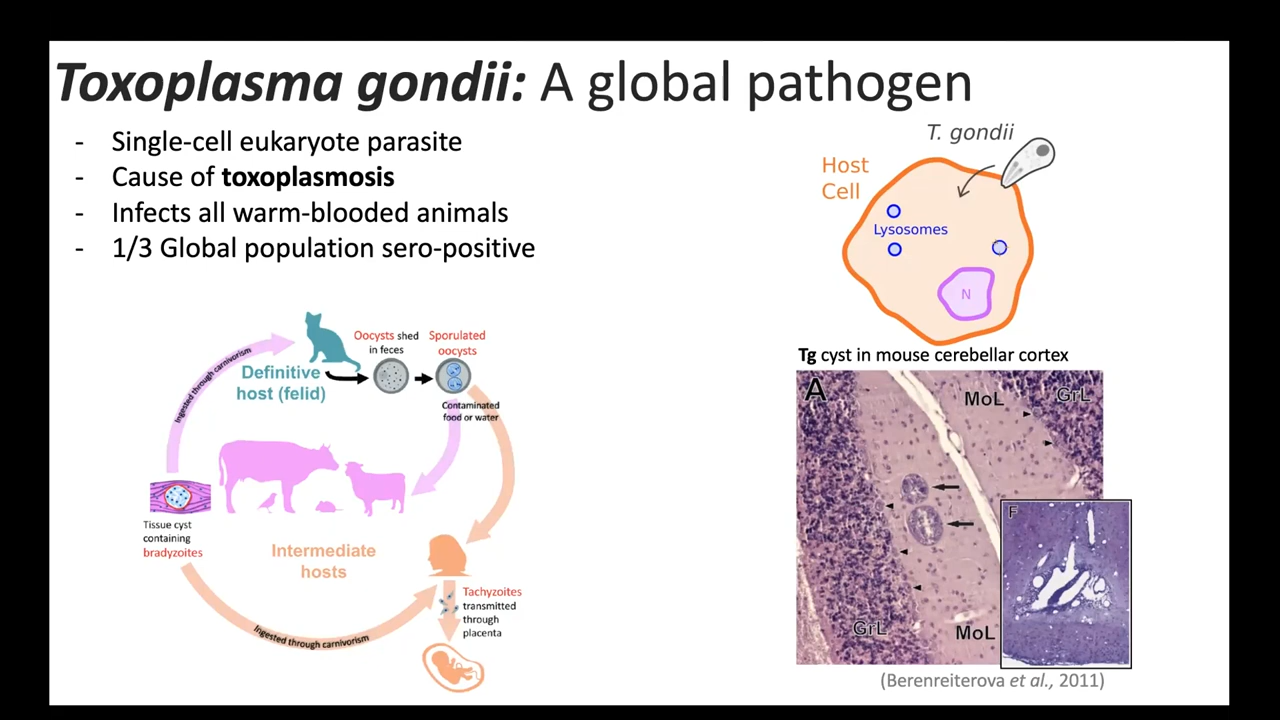 Toxoplasma gondii: A global pathogen
- Single-cell eukaryote parasite
- Cause of toxoplasmosis
- Infects all warm-blooded animals
- 1/3 Global population sero-positive
T. gondii
Host
Cell
Lysosomes
N
Ingested through carnivorism
Definitive
host (felid)
Oocysts shed
in feces
Sporulated
oocysts
Contaminated
food or water
Tissue cyst
containing
bradyzoites
Intermediate
hosts
Ingested through carnivorism
Tachyzoites
transmitted
through
placenta
Tg cyst in mouse cerebellar cortex
A
MoL
GrL
F
GrL
MoL
(Berenreiterova et al., 2011)